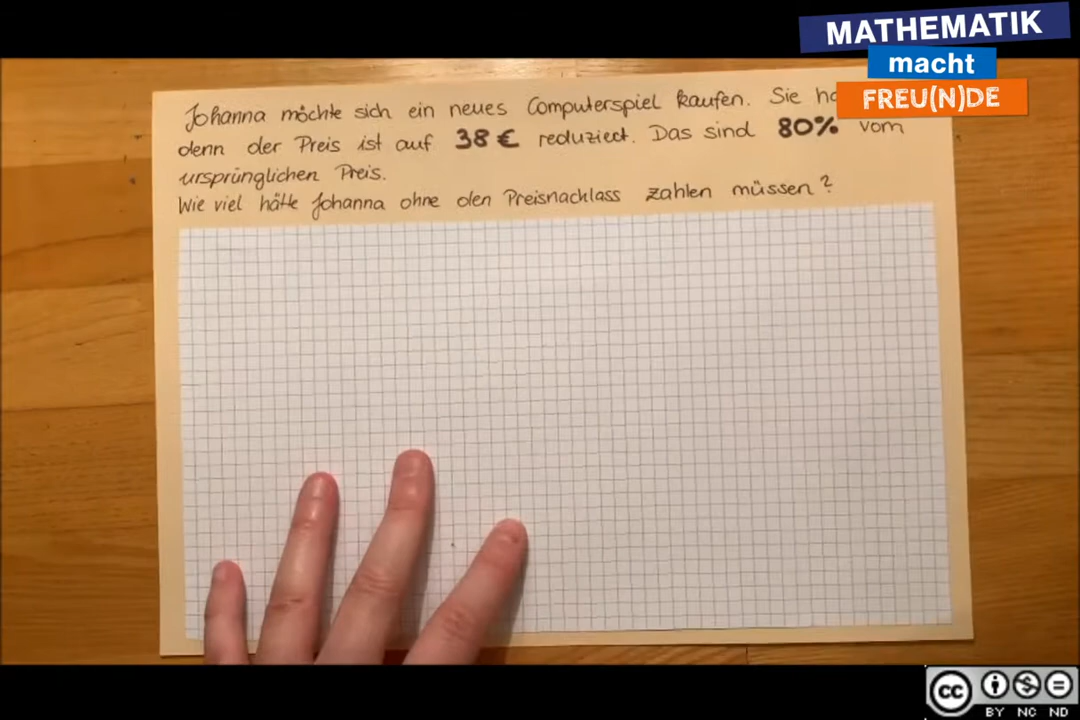 MATHEMATIK
macht
FREU(N)DE
Johanna möchte sich ein neues Computerspiel kaufen. Sie
denn der Preis ist auf 38 € reduziert. Das sind 80% vom
ursprünglichen Preis.
Wie viel hätte Johanna ohne den Preisnachlass zahlen müssen?
cc
BY NC ND